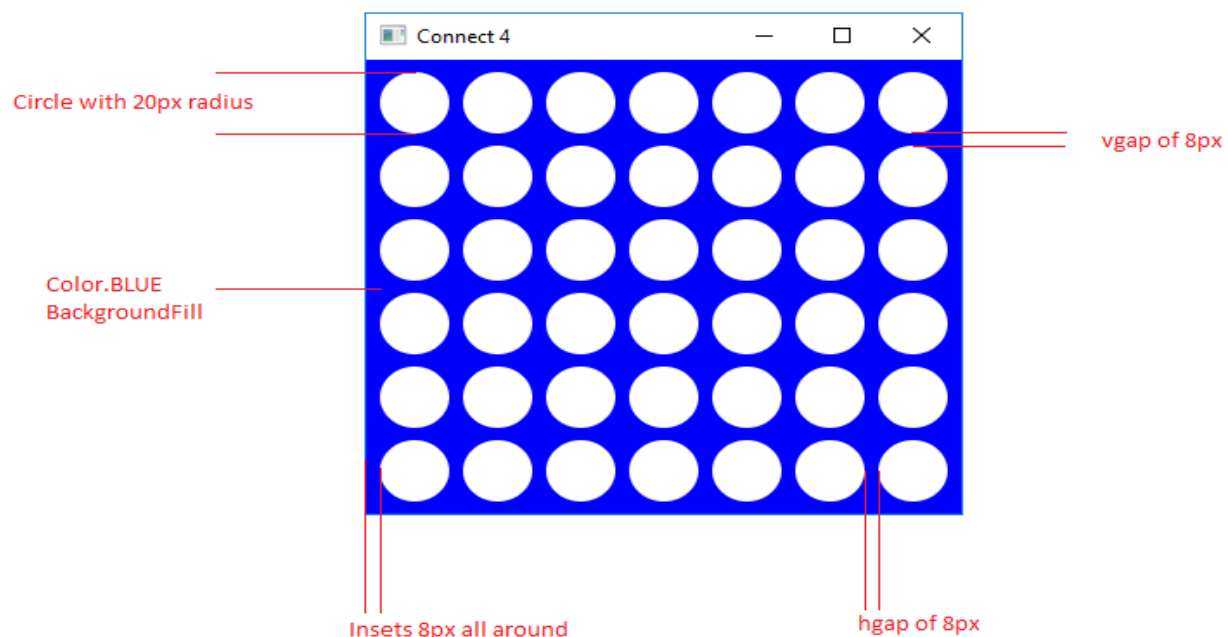 Connect 4
Circle with 20px radius
vgap of 8px
Color.BLUE
BackgroundFill
Insets 8px all around
hgap of 8px